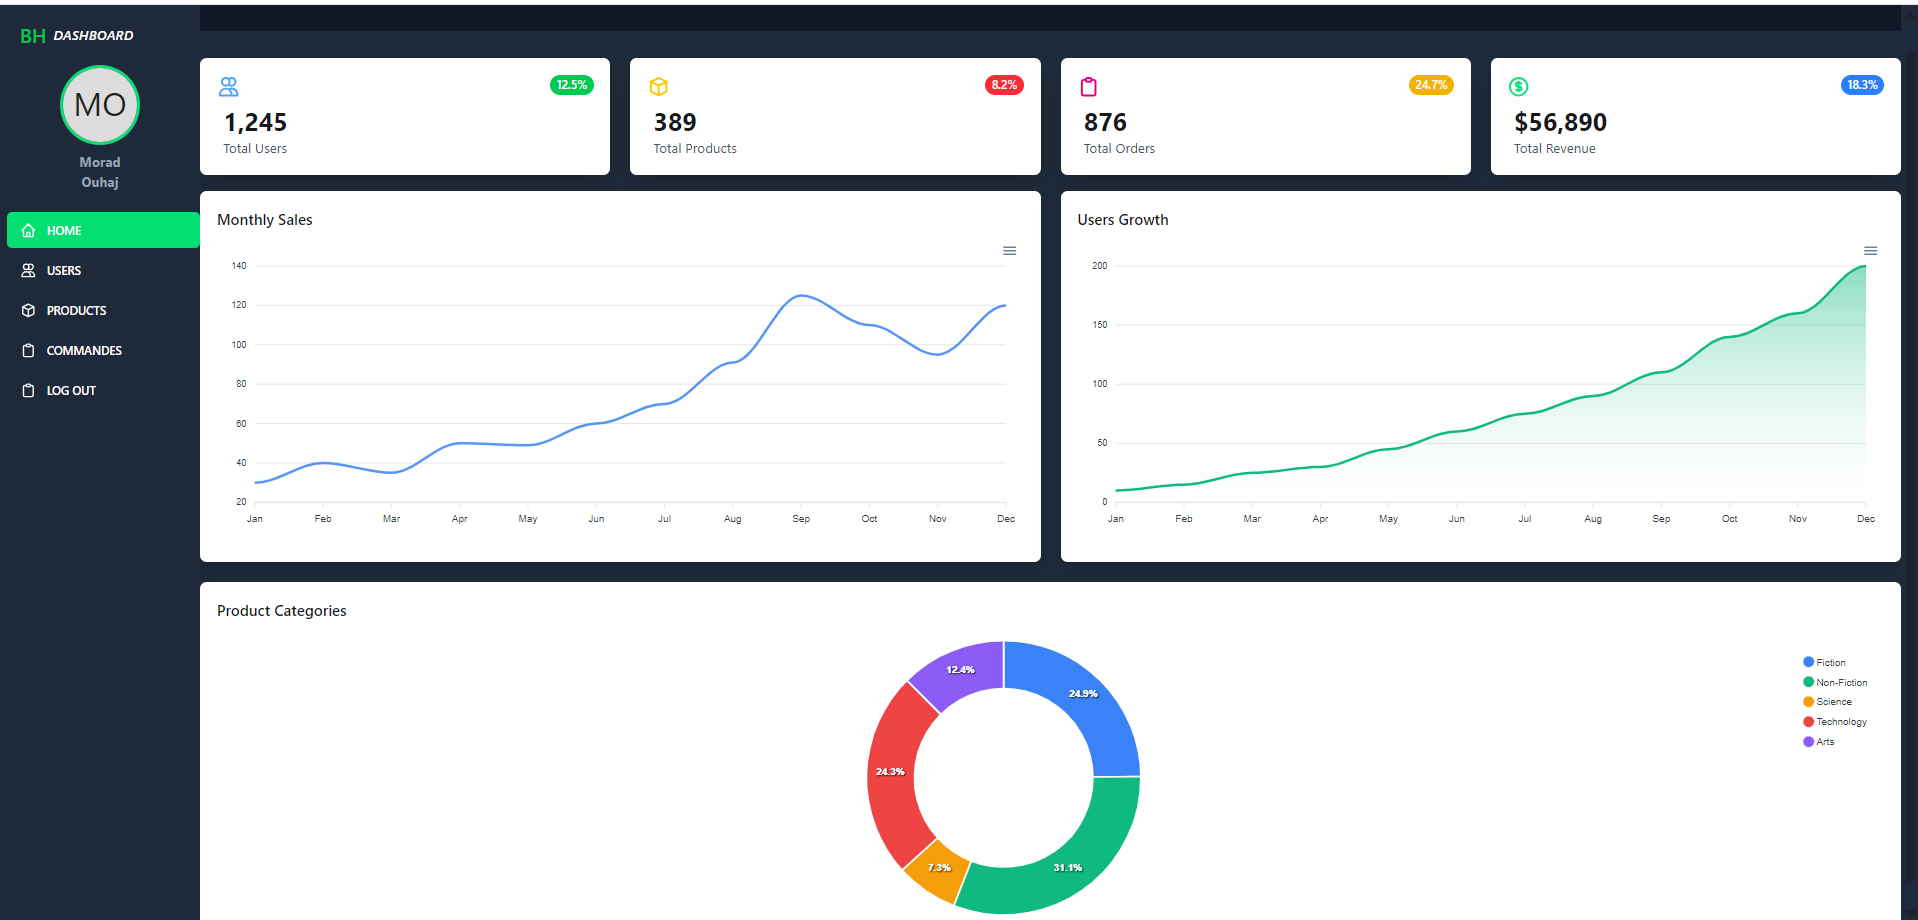 BH DASHBOARD
MO
Morad
Ouhaj
HOME
USERS
PRODUCTS
COMMANDES
LOG OUT
12.5%
1,245
Total Users
8.2%
389
Total Products
24.7%
876
Total Orders
18.3%
$56,890
Total Revenue
Monthly Sales
140
120
100
80
60
40
20
Jan Feb Mar Apr May Jun Jul Aug Sep Oct Nov Dec
Users Growth
200
150
100
50
0
Jan Feb Mar Apr May Jun Jul Aug Sep Oct Nov Dec
Product Categories
12.4%
24.9%
24.3%
7.3%
31.1%
Fiction
Non-Fiction
Science
Technology
Arts